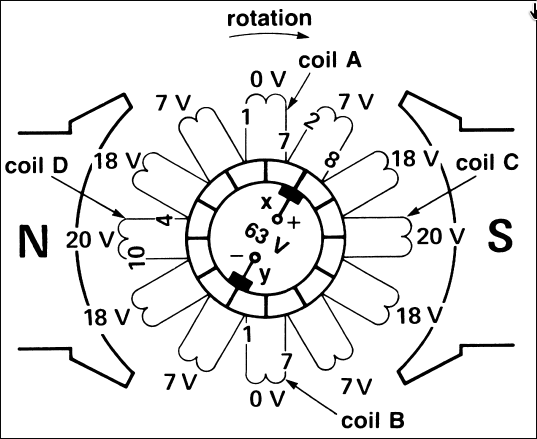 rotation
coil A
0 V
7 V
7 V
1
7
2
8
18 V
18 V
coil D
coil C
4
10
x
+
63 V
−
y
N
20 V
20 V
S
18 V
18 V
1
7
7 V
7 V
0 V
coil B